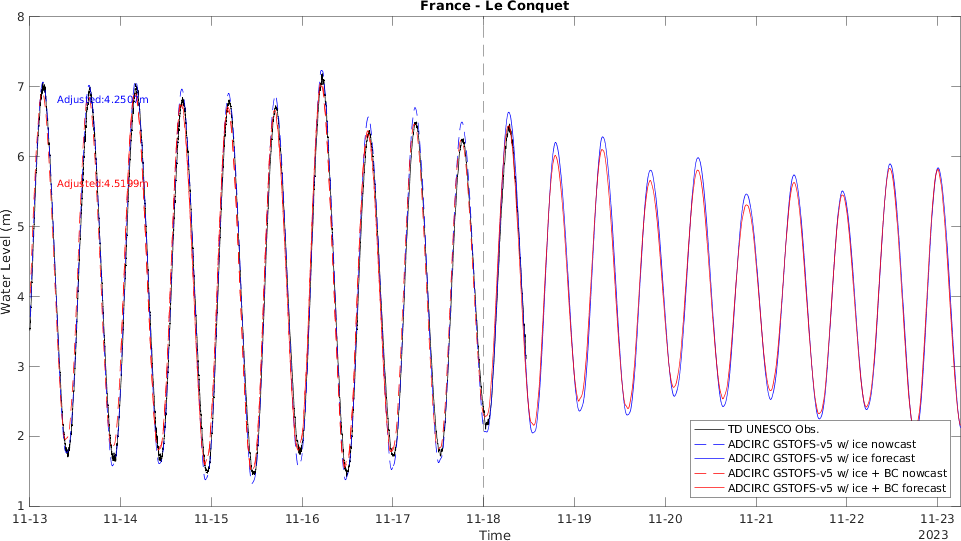 France - Le Conquet
8
7
6
5
4
3
2
1
Water Level (m)
Adjusted:4.2507m
Adjusted:4.5199m
TD UNESCO Obs.
ADCIRC GSTOFS-v5 w/ ice nowcast
ADCIRC GSTOFS-v5 w/ ice forecast
ADCIRC GSTOFS-v5 w/ ice + BC nowcast
ADCIRC GSTOFS-v5 w/ ice + BC forecast
11-13 11-14 11-15 11-16 11-17 11-18 11-19 11-20 11-21 11-22 11-23
Time
2023